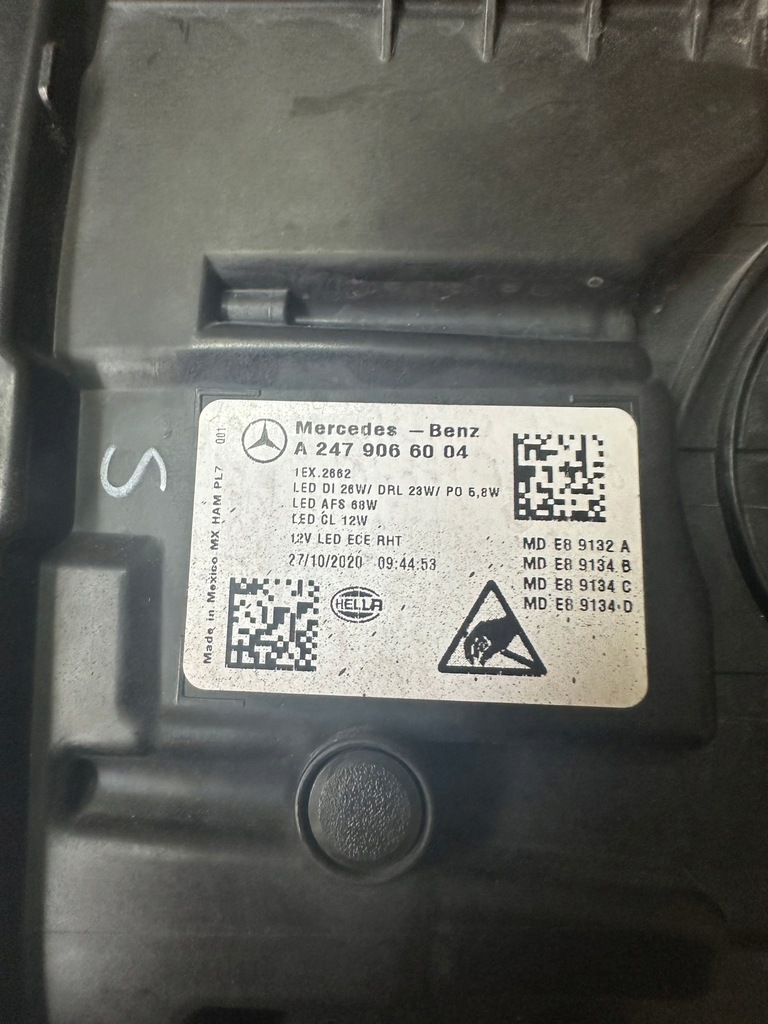 Mercedes - Benz
A 247 906 60 04
1EX.2662
LED DI 26W/ DRL 23W/ PO 5,8W
LED AFS 68W
LED CL 12W
12V LED ECE RHT
27/10/2020 09:44:53
HELLA
MD E8 9132 A
MD E8 9134 B
MD E8 9134 C
MD E8 9134 D
Made in Mexico MX HAM PL7 001
S